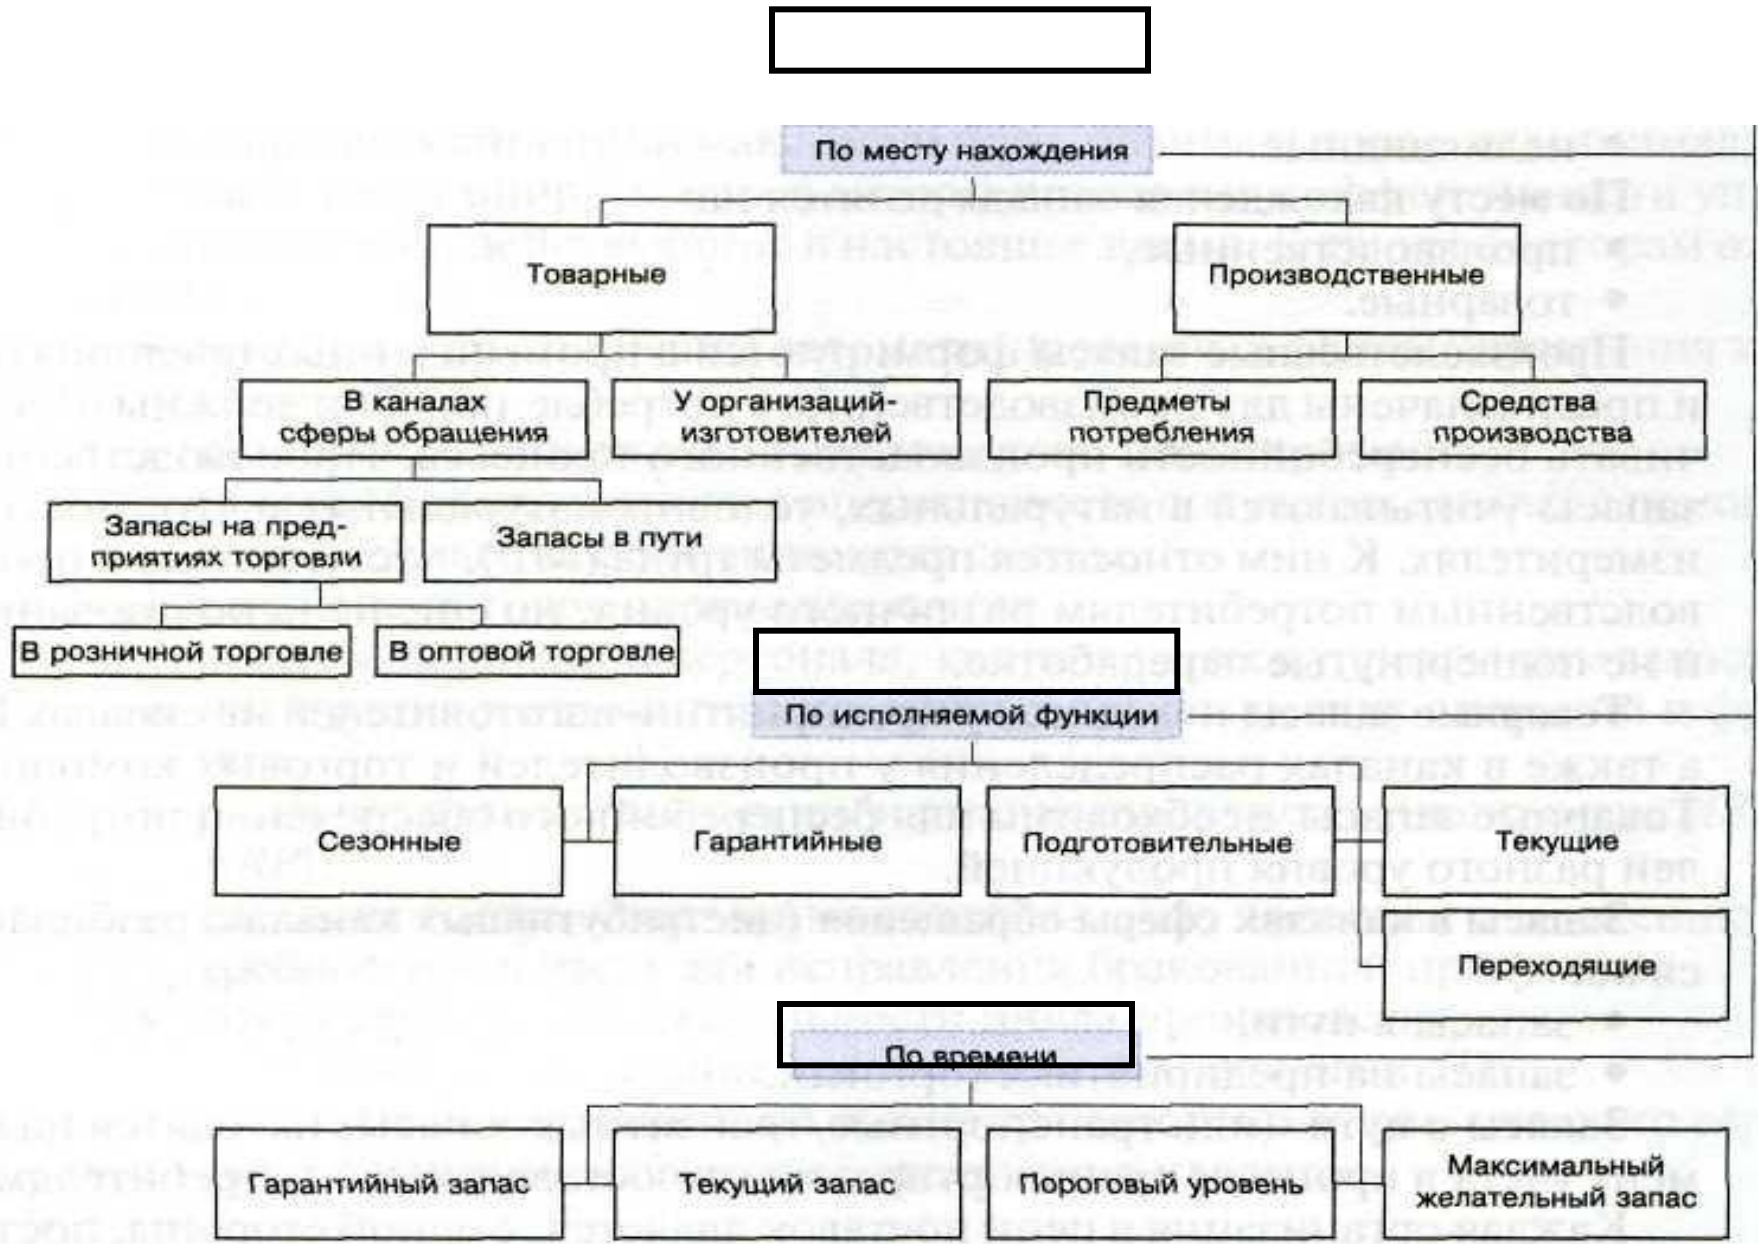 По месту нахождения
Товарные
Производственные
В каналах
сферы обращения
У организаций-
изготовителей
Предметы
потребления
Средства
производства
Запасы на пред-
приятиях торговли
Запасы в пути
В розничной торговле
В оптовой торговле
По исполняемой функции
Сезонные
Гарантийные
Подготовительные
Текущие
Переходящие
По времени
Гарантийный запас
Текущий запас
Пороговый уровень
Максимальный
желательный запас